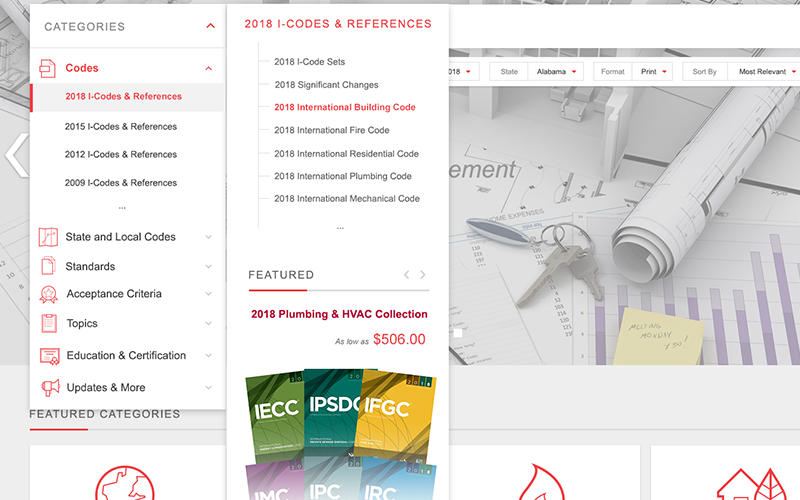 CATEGORIES
Codes
2018 I-Codes & References
2015 I-Codes & References
2012 I-Codes & References
2009 I-Codes & References
...
State and Local Codes
Standards
Acceptance Criteria
Topics
Education & Certification
Updates & More
2018 I-CODES & REFERENCES
2018 I-Code Sets
2018 Significant Changes
2018 International Building Code
2018 International Fire Code
2018 International Residential Code
2018 International Plumbing Code
2018 International Mechanical Code
...
FEATURED
2018 Plumbing & HVAC Collection
As low as $506.00
2018
IECC
IPSDC
IFGC
IMC
IPC
IRC
018 State Alabama Format Print Sort By Most Relevant
ement
HOME EXPENSES
MELTING
MONDAY
FEATURED CATEGORIES